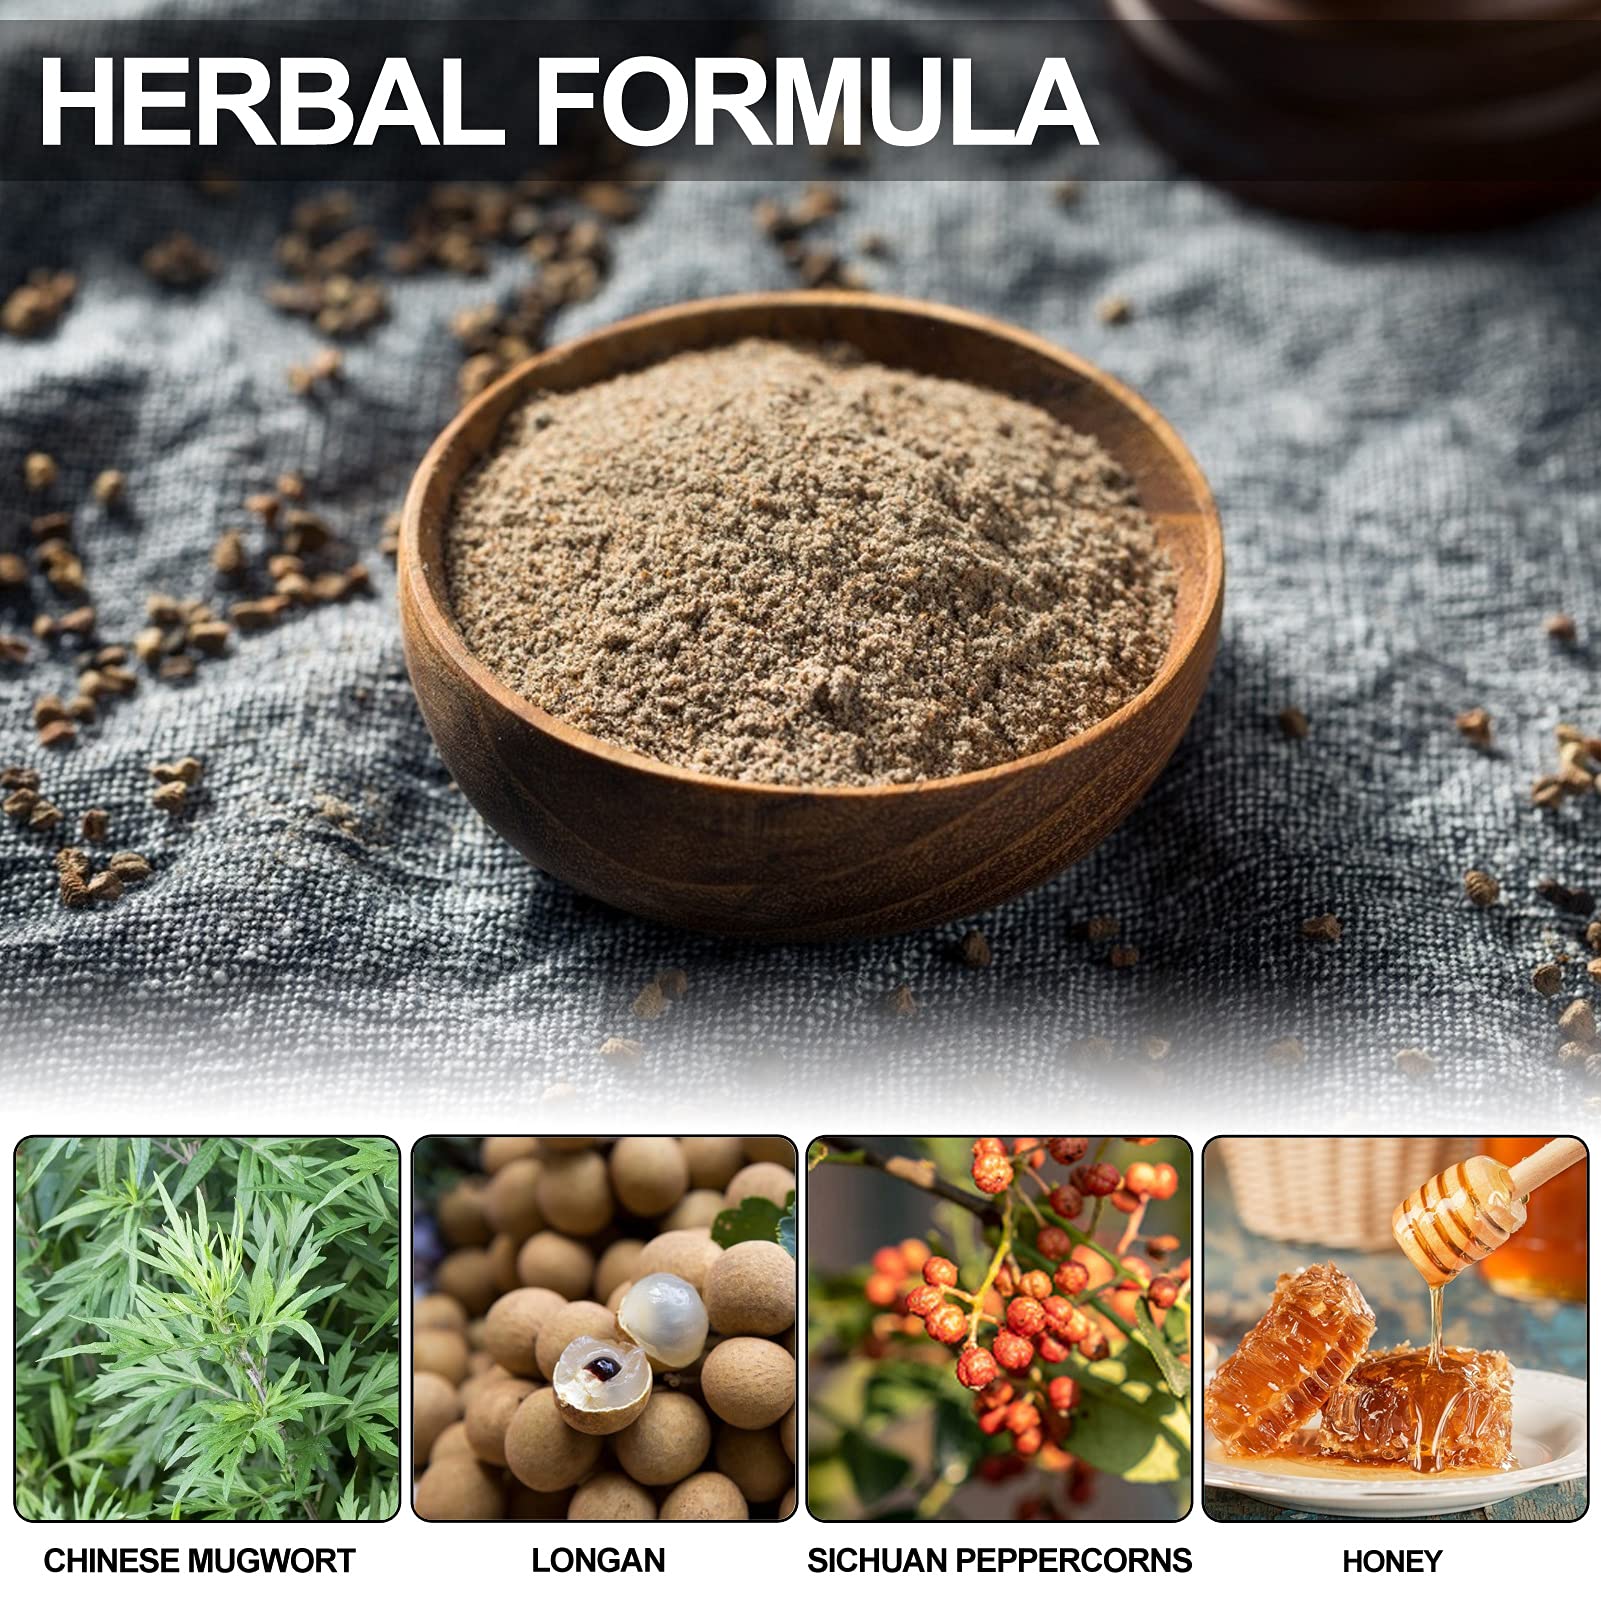 HERBAL FORMULA
CHINESE MUGWORT
LONGAN
SICHUAN PEPPERCORNS
HONEY